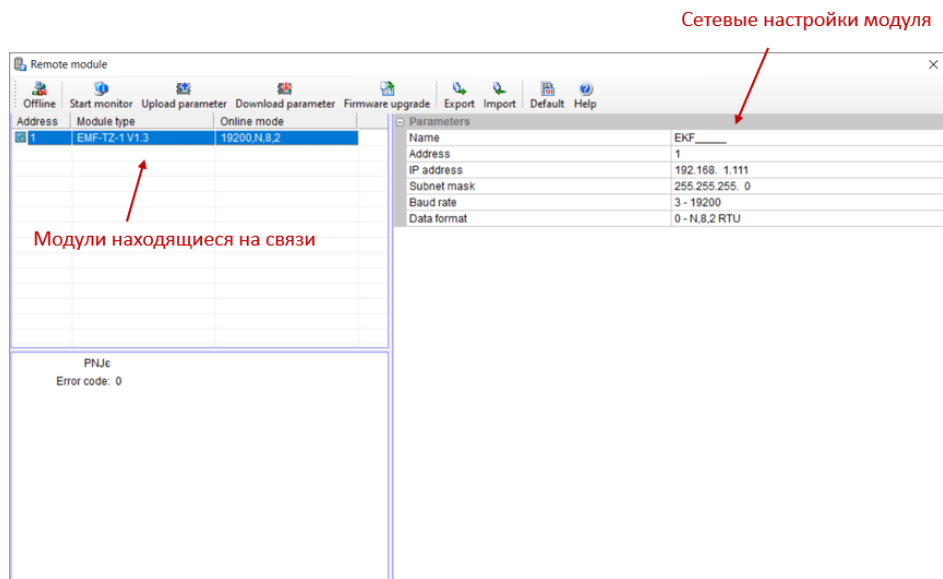 Сетевые настройки модуля
Remote module
Offline Start monitor Upload parameter Download parameter Firmware upgrade Export Import Default Help
Address Module type Online mode
1 EMF-TZ-1 V1.3 19200,N,8,2
Модули находящиеся на связи
PNJє
Error code: 0
Parameters
Name EKF_____
Address 1
IP address 192.168. 1.111
Subnet mask 255.255.255. 0
Baud rate 3 - 19200
Data format 0 - N,8,2 RTU